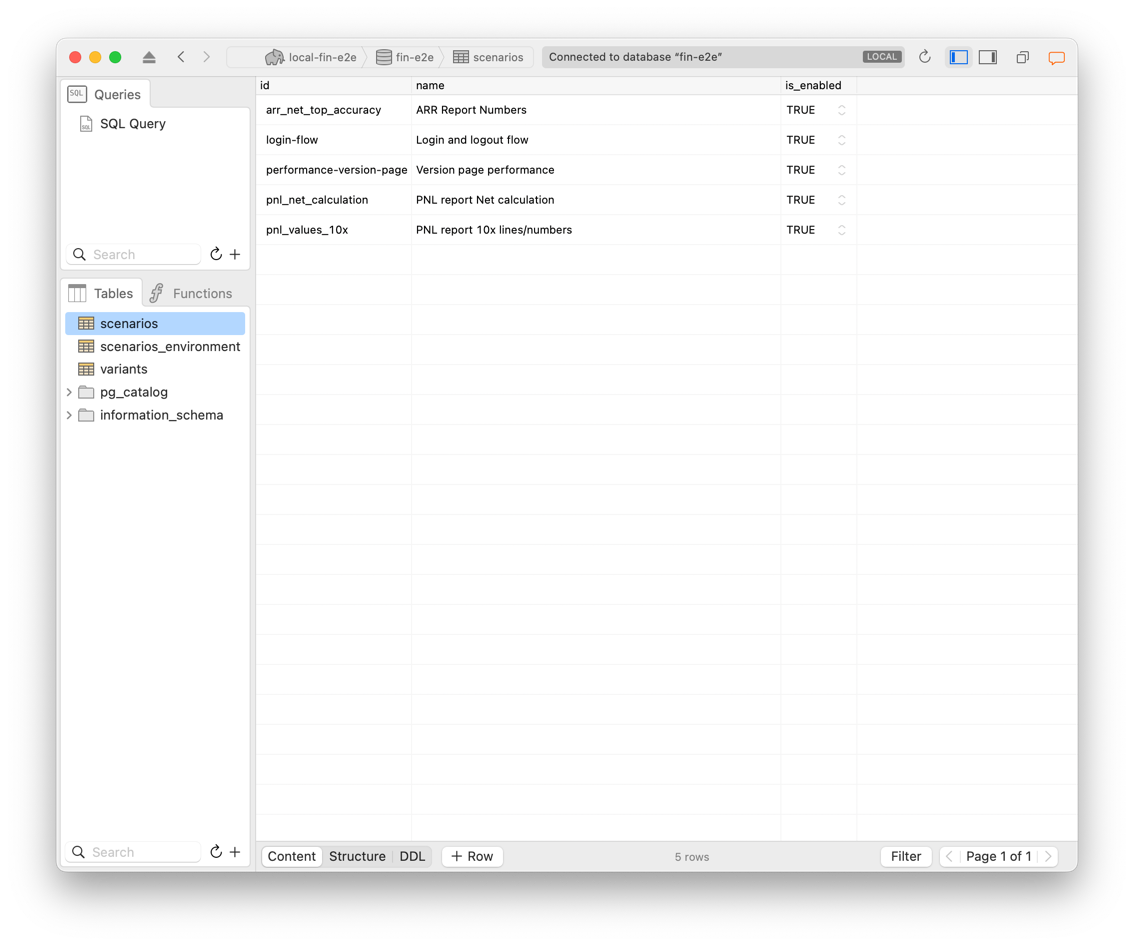 local-fin-e2e fin-e2e scenarios Connected to database “fin-e2e” LOCAL
SQL Queries
SQL SQL Query
Search
Tables Functions
scenarios
scenarios_environment
variants
pg_catalog
information_schema
Search
id name is_enabled
arr_net_top_accuracy ARR Report Numbers TRUE
login-flow Login and logout flow TRUE
performance-version-page Version page performance TRUE
pnl_net_calculation PNL report Net calculation TRUE
pnl_values_10x PNL report 10x lines/numbers TRUE
Content Structure DDL + Row 5 rows Filter Page 1 of 1